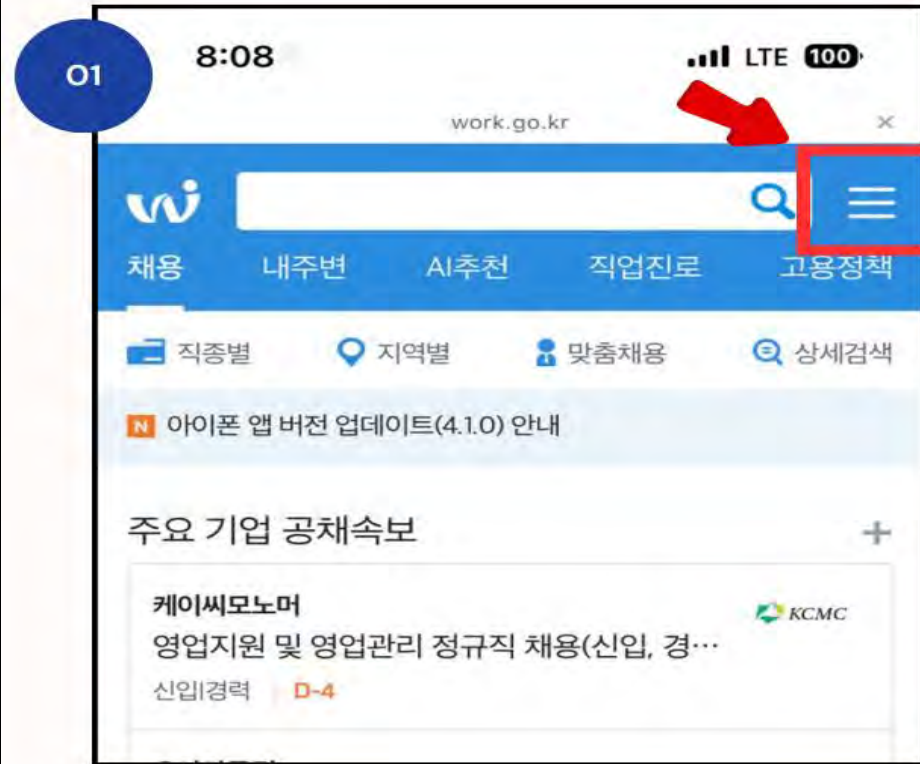 01
8:08
LTE 100
work.go.kr
채용 내주변 AI추천 직업진로 고용정책
직종별 지역별 맞춤채용 상세검색
N 아이폰 앱 버전 업데이트(4.1.0) 안내
주요 기업 공채속보
케이씨모노머
KCMC
영업지원 및 영업관리 정규직 채용(신입, 경…
신입|경력 D-4